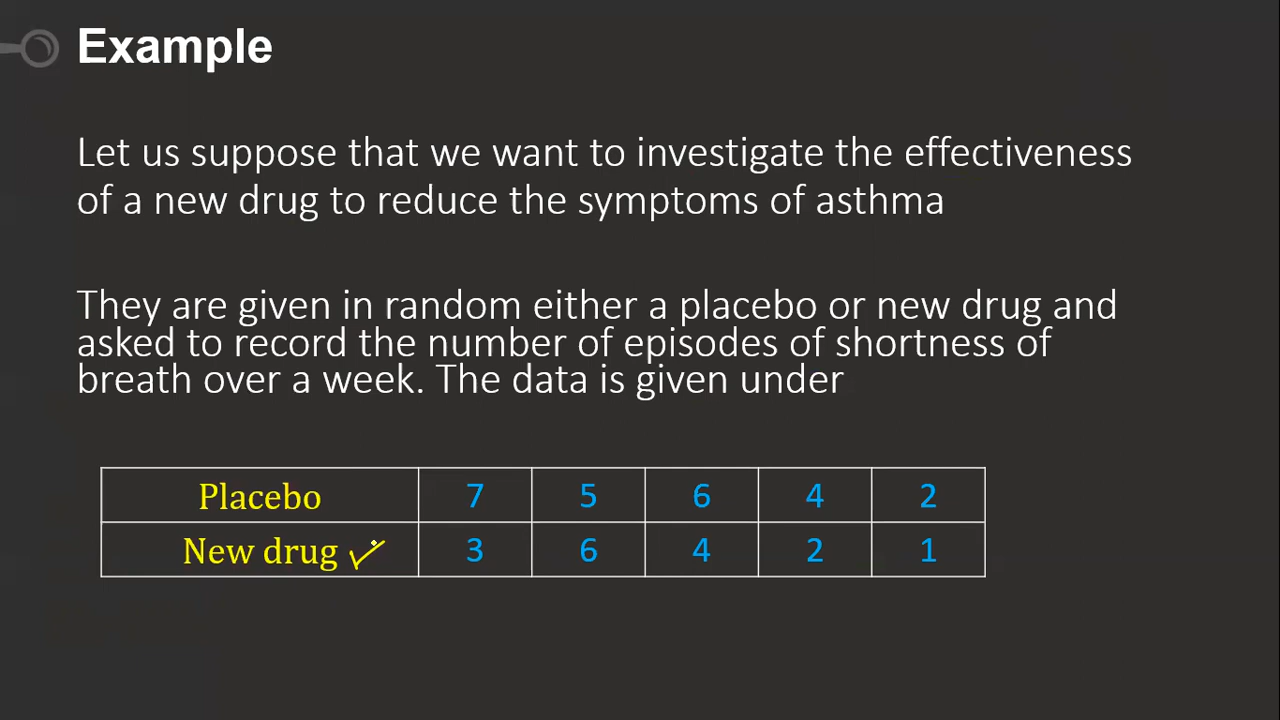 Example
Let us suppose that we want to investigate the effectiveness
of a new drug to reduce the symptoms of asthma
They are given in random either a placebo or new drug and
asked to record the number of episodes of shortness of
breath over a week. The data is given under
Placebo 7 5 6 4 2
New drug ✓ 3 6 4 2 1